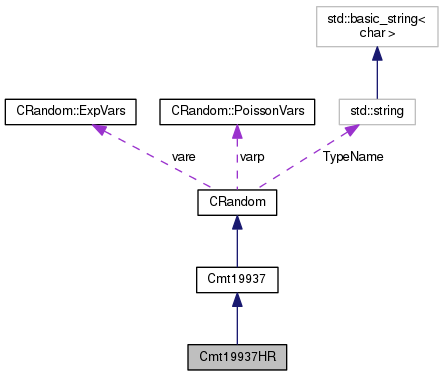 std::basic_string<
char >
CRandom::ExpVars
CRandom::PoissonVars
std::string
vare
varp
TypeName
CRandom
Cmt19937
Cmt19937HR